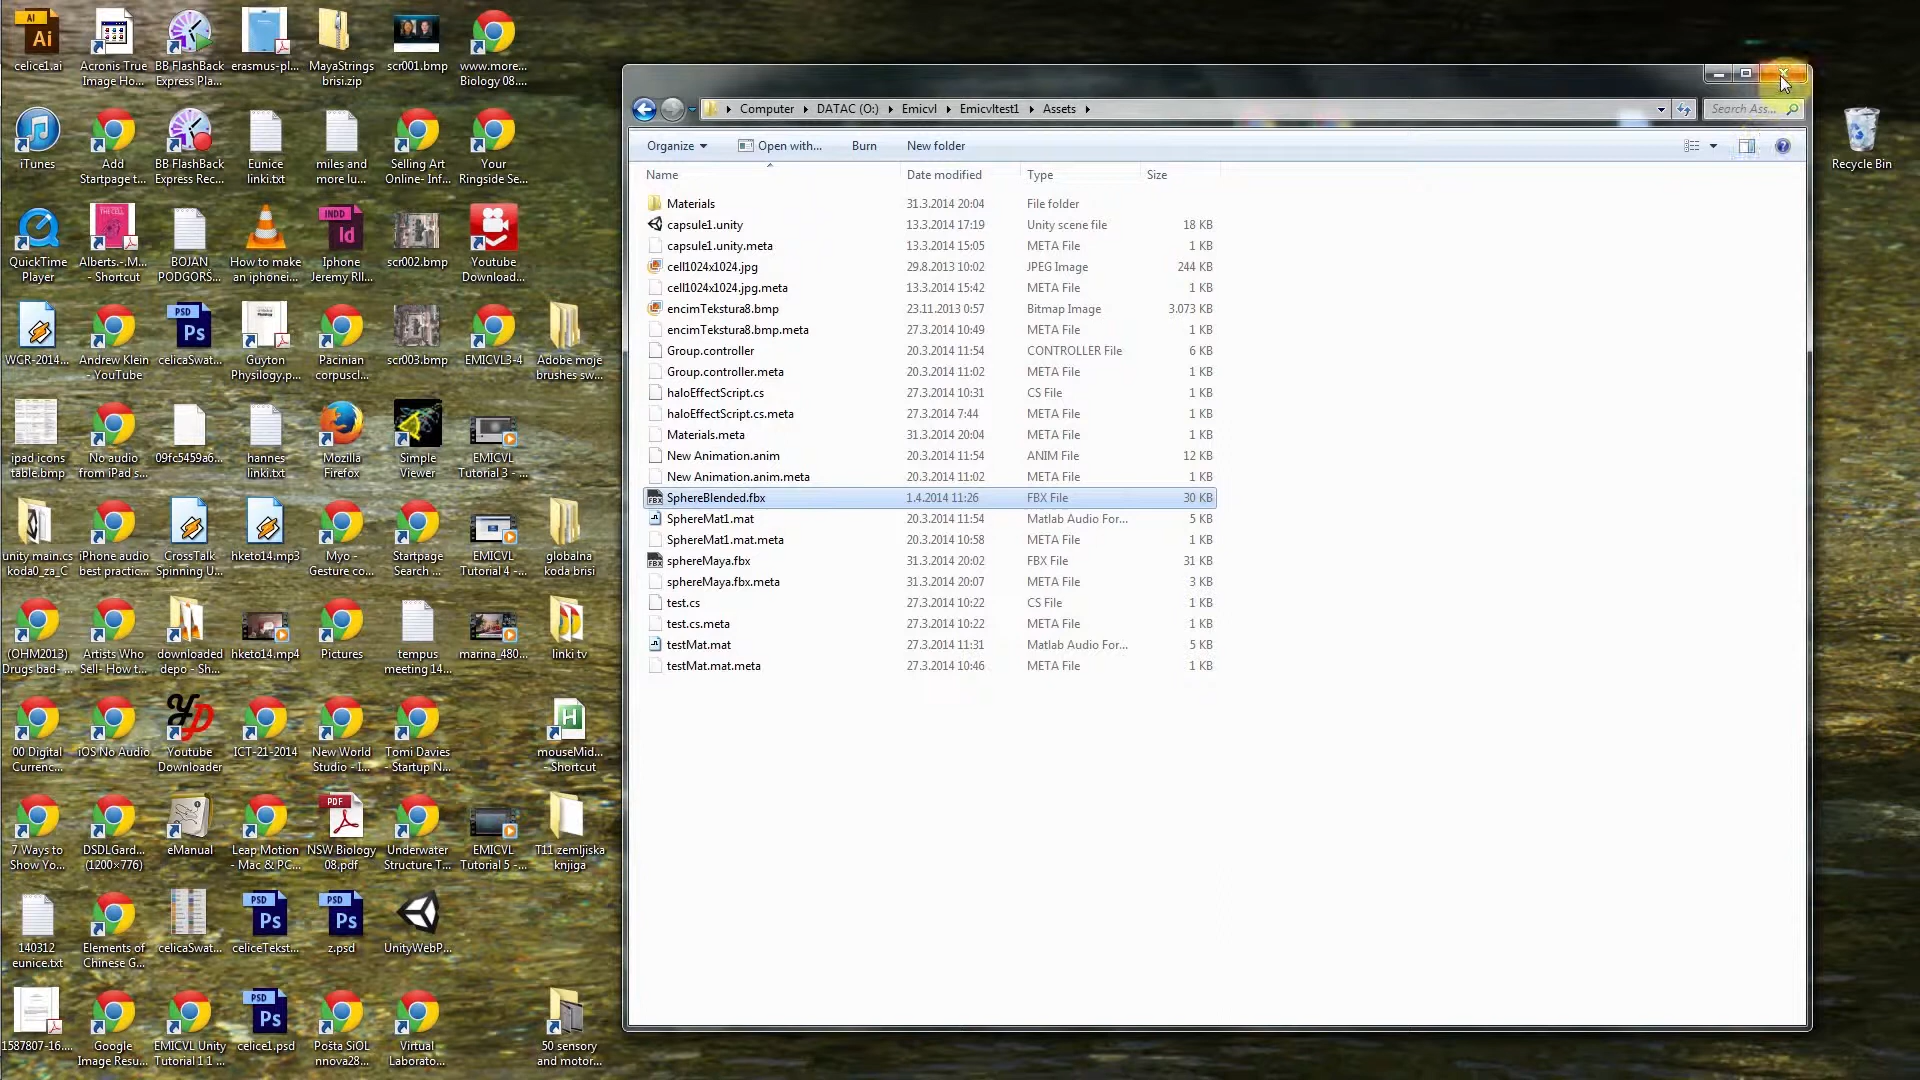 celice1.ai
Acronis True
Image Ho...
BB FlashBack
Express Pla...
erasmus-pl...
MayaStrings
brisi.zip
scr001.bmp
www.more...
Biology 08....
iTunes
Add
Startpage t...
BB FlashBack
Express Rec...
Eunice
linki.txt
miles and
more lu...
Selling Art
Online- Inf...
Your
Ringside Se...
QuickTime
Player
Alberts.-.M...
- Shortcut
BOJAN
PODGORŠ...
How to make
an iphonei...
Iphone
Jeremy RII...
scr002.bmp
Youtube
Download...
WCR-2014...
Andrew Klein
- YouTube
celicaSwat...
Guyton
Physilogy.p...
Pacinian
corpuscl...
scr003.bmp
EMICVL3-4
Adobe moje
brushes sw...
ipad icons
table.bmp
No audio
from iPad s...
09fc5459a6...
hannes
linki.txt
Mozilla
Firefox
Simple
Viewer
EMICVL
Tutorial 3 - ...
unity main.cs
koda0_za_C
iPhone audio
best practic...
CrossTalk
Spinning U...
hketo14.mp3
Myo -
Gesture co...
Startpage
Search ...
EMICVL
Tutorial 4 -...
globalna
koda brisi
(OHM2013)
Drugs bad- ...
Artists Who
Sell- How t...
downloaded
depo - Sh...
hketo14.mp4
Pictures
tempus
meeting 14...
marina_480...
linki tv
00 Digital
Currenc...
iOS No Audio
Youtube
Downloader
ICT-21-2014
New World
Studio - I...
Tomi Davies
- Startup N...
mouseMid...
- Shortcut
7 Ways to
Show Yo...
DSDLGard...
(1200×776)
eManual
Leap Motion
- Mac & PC...
NSW Biology
08.pdf
Underwater
Structure T...
EMICVL
Tutorial 5 -...
T11 zemljiska
knjiga
140312
eunice.txt
Elements of
Chinese G...
celicaSwat...
celiceTekst...
z.psd
UnityWebP...
1587807-16....
Google
Image Resu...
EMICVL Unity
Tutorial 1 1 ...
celice1.psd
Pošta SiOL
nnova28...
Virtual
Laborato...
50 sensory
and motor...
Recycle Bin
Computer DATAC (O:) Emicvl Emicvltest1 Assets
Search Ass...
Organize Open with... Burn New folder
Name Date modified Type Size
Materials 31.3.2014 20:04 File folder
capsule1.unity 13.3.2014 17:19 Unity scene file 18 KB
capsule1.unity.meta 13.3.2014 15:05 META File 1 KB
cell1024x1024.jpg 29.8.2013 10:02 JPEG Image 244 KB
cell1024x1024.jpg.meta 13.3.2014 15:42 META File 1 KB
encimTekstura8.bmp 23.11.2013 0:57 Bitmap Image 3.073 KB
encimTekstura8.bmp.meta 27.3.2014 10:49 META File 1 KB
Group.controller 20.3.2014 11:54 CONTROLLER File 6 KB
Group.controller.meta 20.3.2014 11:02 META File 1 KB
haloEffectScript.cs 27.3.2014 10:31 CS File 1 KB
haloEffectScript.cs.meta 27.3.2014 7:44 META File 1 KB
Materials.meta 31.3.2014 20:04 META File 1 KB
New Animation.anim 20.3.2014 11:54 ANIM File 12 KB
New Animation.anim.meta 20.3.2014 11:02 META File 1 KB
SphereBlended.fbx 1.4.2014 11:26 FBX File 30 KB
SphereMat1.mat 20.3.2014 11:54 Matlab Audio For... 5 KB
SphereMat1.mat.meta 20.3.2014 10:58 META File 1 KB
sphereMaya.fbx 31.3.2014 20:02 FBX File 31 KB
sphereMaya.fbx.meta 31.3.2014 20:07 META File 3 KB
test.cs 27.3.2014 10:22 CS File 1 KB
test.cs.meta 27.3.2014 10:22 META File 1 KB
testMat.mat 27.3.2014 11:31 Matlab Audio For... 5 KB
testMat.mat.meta 27.3.2014 10:46 META File 1 KB